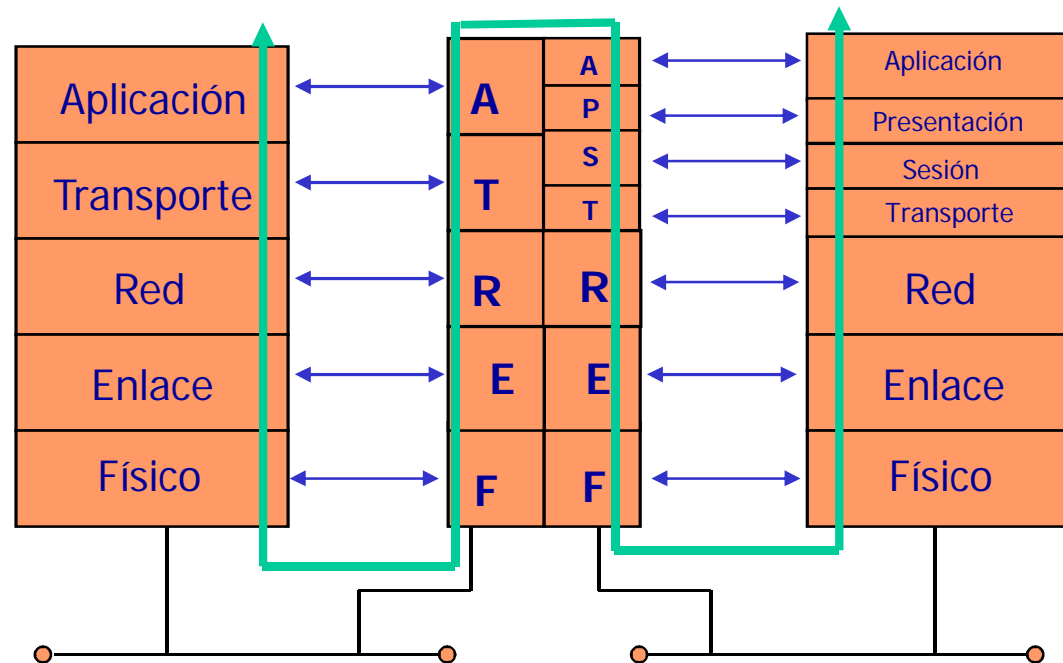 Aplicación
Transporte
Red
Enlace
Físico
A
T
R
E
F
A
P
S
T
R
E
F
Aplicación
Presentación
Sesión
Transporte
Red
Enlace
Físico